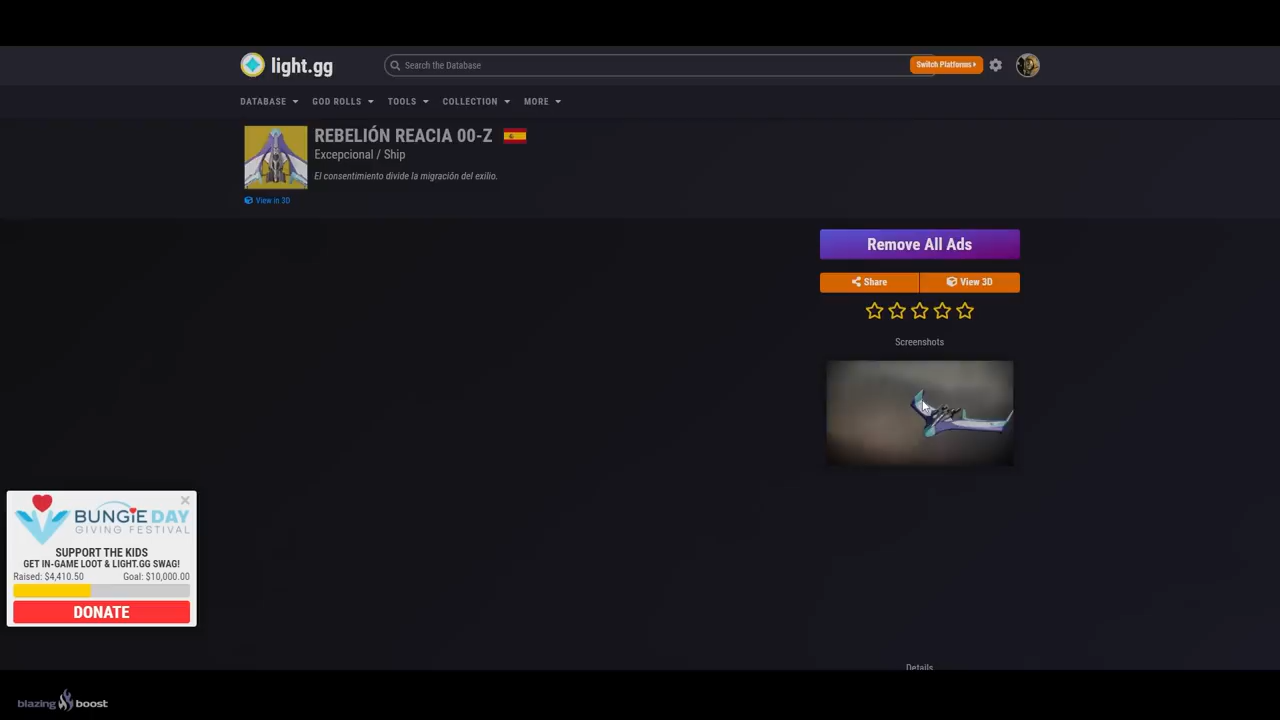 light.gg
Search the Database
Switch Platforms
DATABASE GOD ROLLS TOOLS COLLECTION MORE
REBELIÓN REACIA 00-Z
Excepcional / Ship
El consentimiento divide la migración del exilio.
View in 3D
Remove All Ads
Share View 3D
Screenshots
BUNGIE DAY
GIVING FESTIVAL
SUPPORT THE KIDS
GET IN-GAME LOOT & LIGHT.GG SWAG!
Raised: $4,410.50 Goal: $10,000.00
DONATE
Details
blazing boost